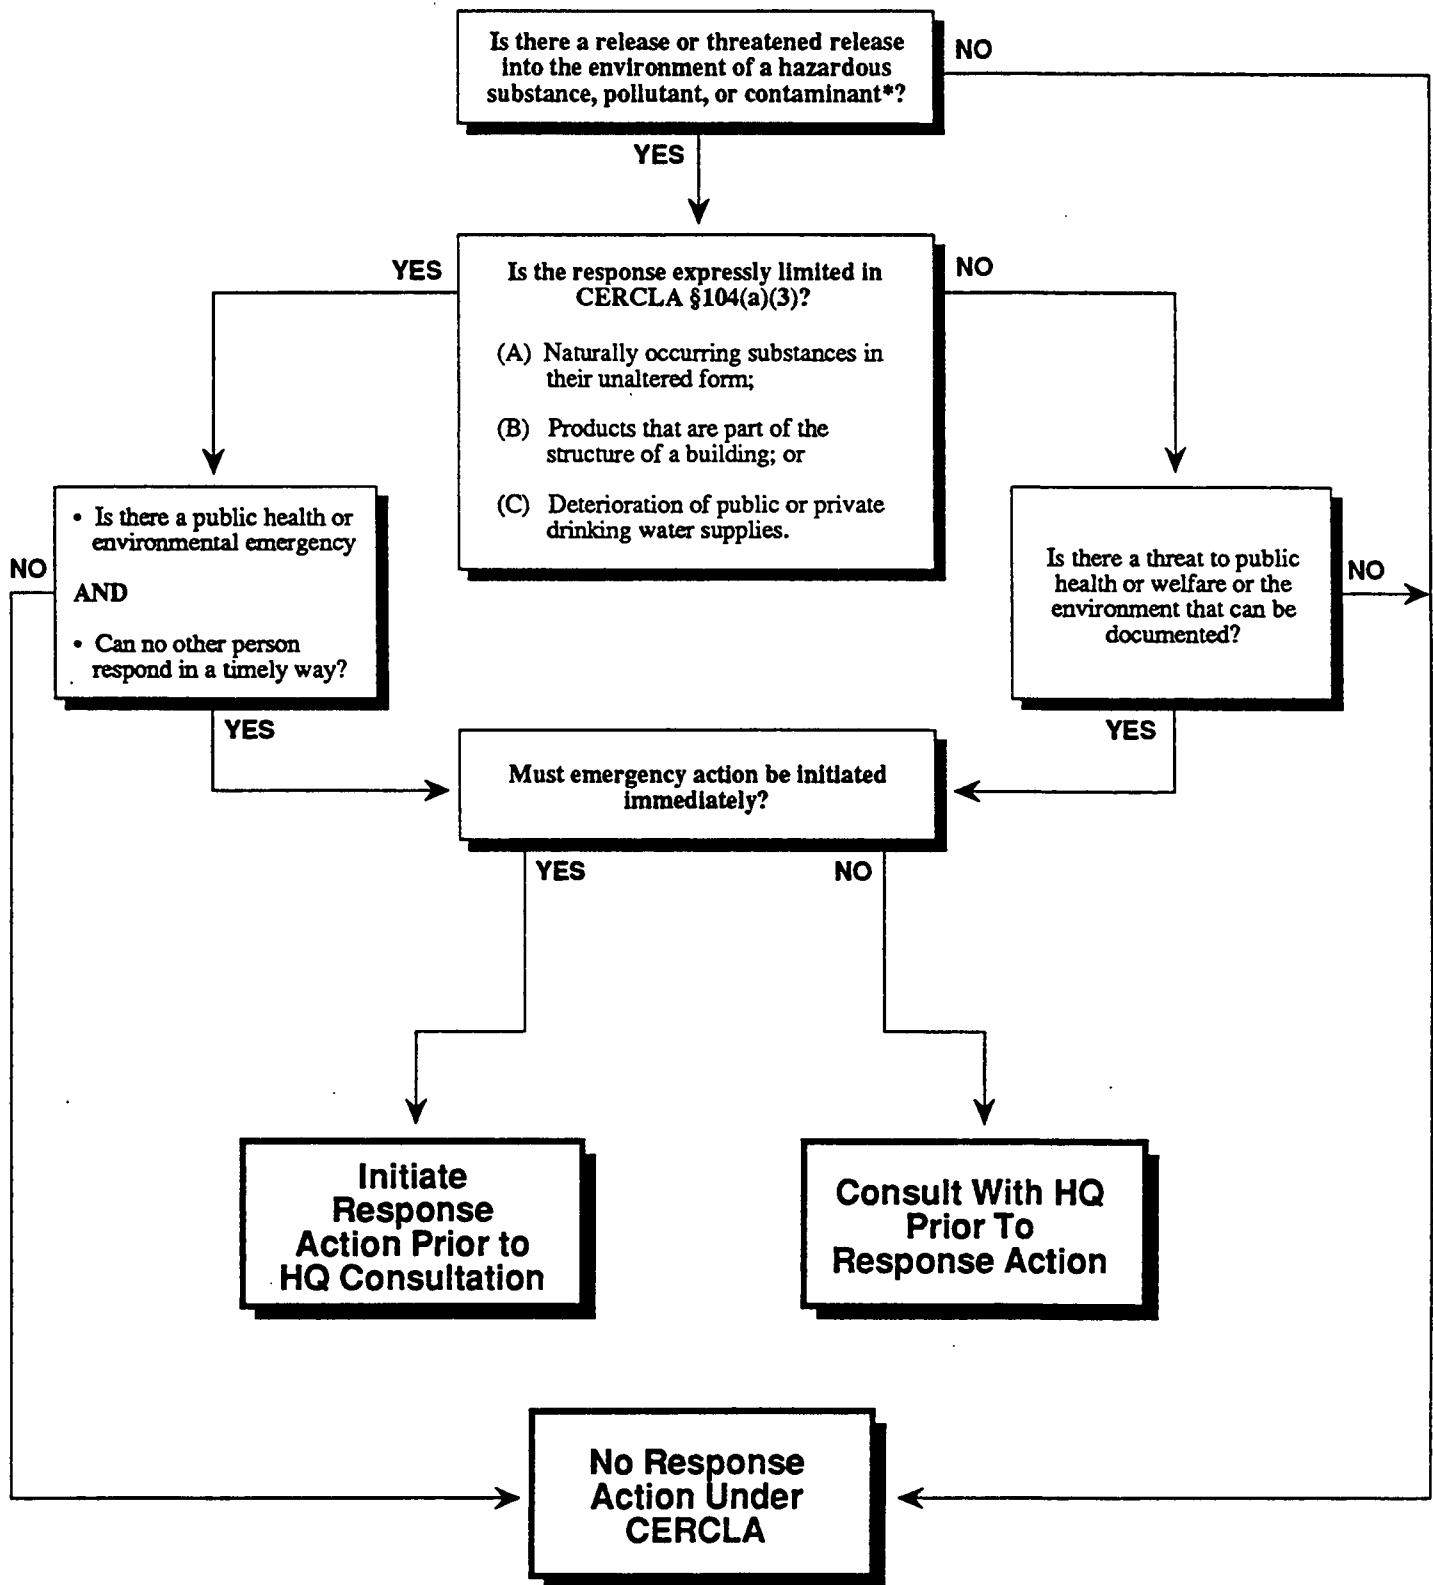 Is there a release or threatened release
into the environment of a hazardous
substance, pollutant, or contaminant*?
NO
YES
YES
Is the response expressly limited in
CERCLA §104(a)(3)?
NO
(A) Naturally occurring substances in
their unaltered form;
(B) Products that are part of the
structure of a building; or
(C) Deterioration of public or private
drinking water supplies.
• Is there a public health or
environmental emergency
AND
• Can no other person
respond in a timely way?
NO
YES
Is there a threat to public
health or welfare or the
environment that can be
documented?
NO
YES
Must emergency action be initiated
immediately?
YES
NO
Initiate
Response
Action Prior to
HQ Consultation
Consult With HQ
Prior To
Response Action
No Response
Action Under
CERCLA